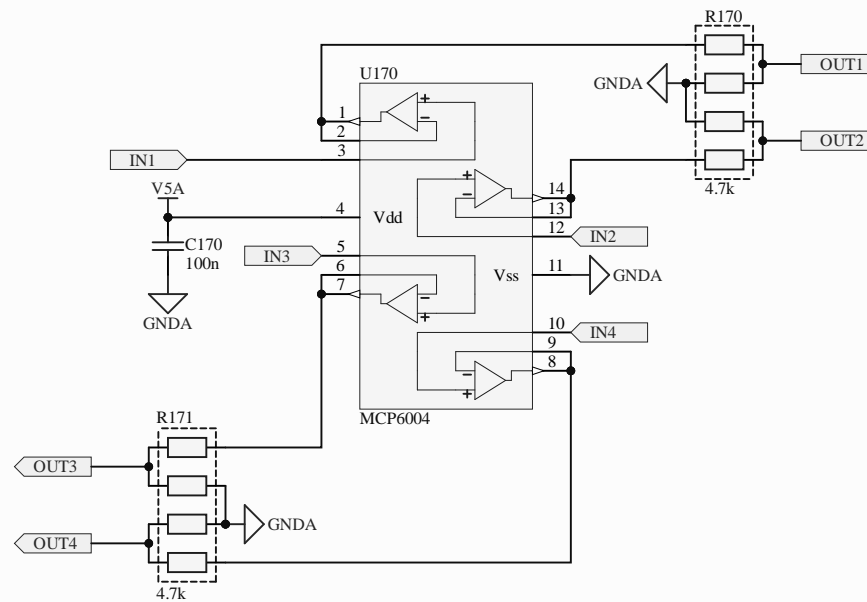 R170
OUT1
GNDA
OUT2
4.7k
U170
1
2
3
IN1
14
13
12
IN2
V5A
4
Vdd
C170
100n
GNDA
IN3
5
6
7
Vss
11
GNDA
10
IN4
9
8
MCP6004
R171
OUT3
GNDA
OUT4
4.7k